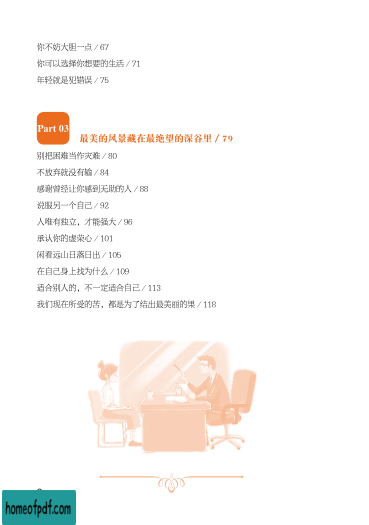 你不妨大胆一点 / 67
你可以选择你想要的生活 / 71
年轻就是犯错误 / 75
Part 03
最美的风景藏在最绝望的深谷里 / 79
别把困难当作灾难 / 80
不放弃就没有输 / 84
感谢曾经让你感到无助的人 / 88
说服另一个自己 / 92
人唯有独立，才能强大 / 96
承认你的虚荣心 / 101
闲看远山日落日出 / 105
在自己身上找为什么 / 109
适合别人的，不一定适合自己 / 113
我们现在所受的苦，都是为了结出最美丽的果 / 118
homeofpdf.com